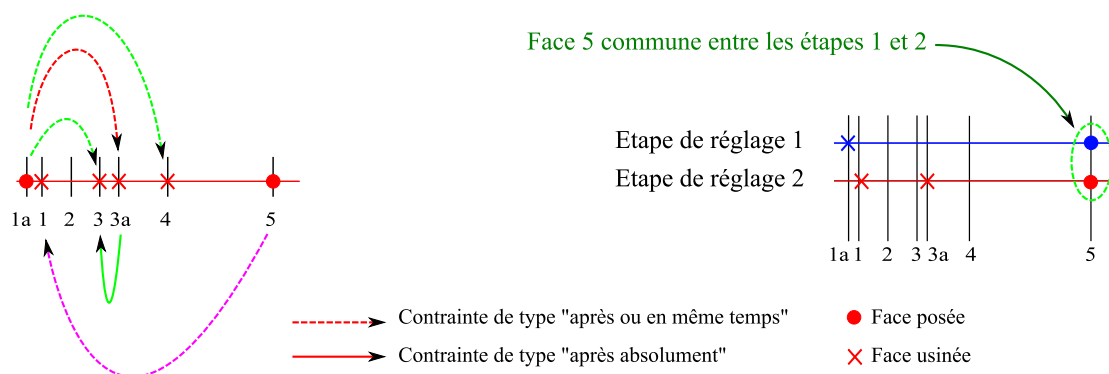 Face 5 commune entre les étapes 1 et 2
Etape de réglage 1
Etape de réglage 2
1a 1 2 3 3a 4 5
1a 1 2 3 3a 4 5
Contrainte de type "après ou en même temps"
Face posée
Contrainte de type "après absolument"
Face usinée